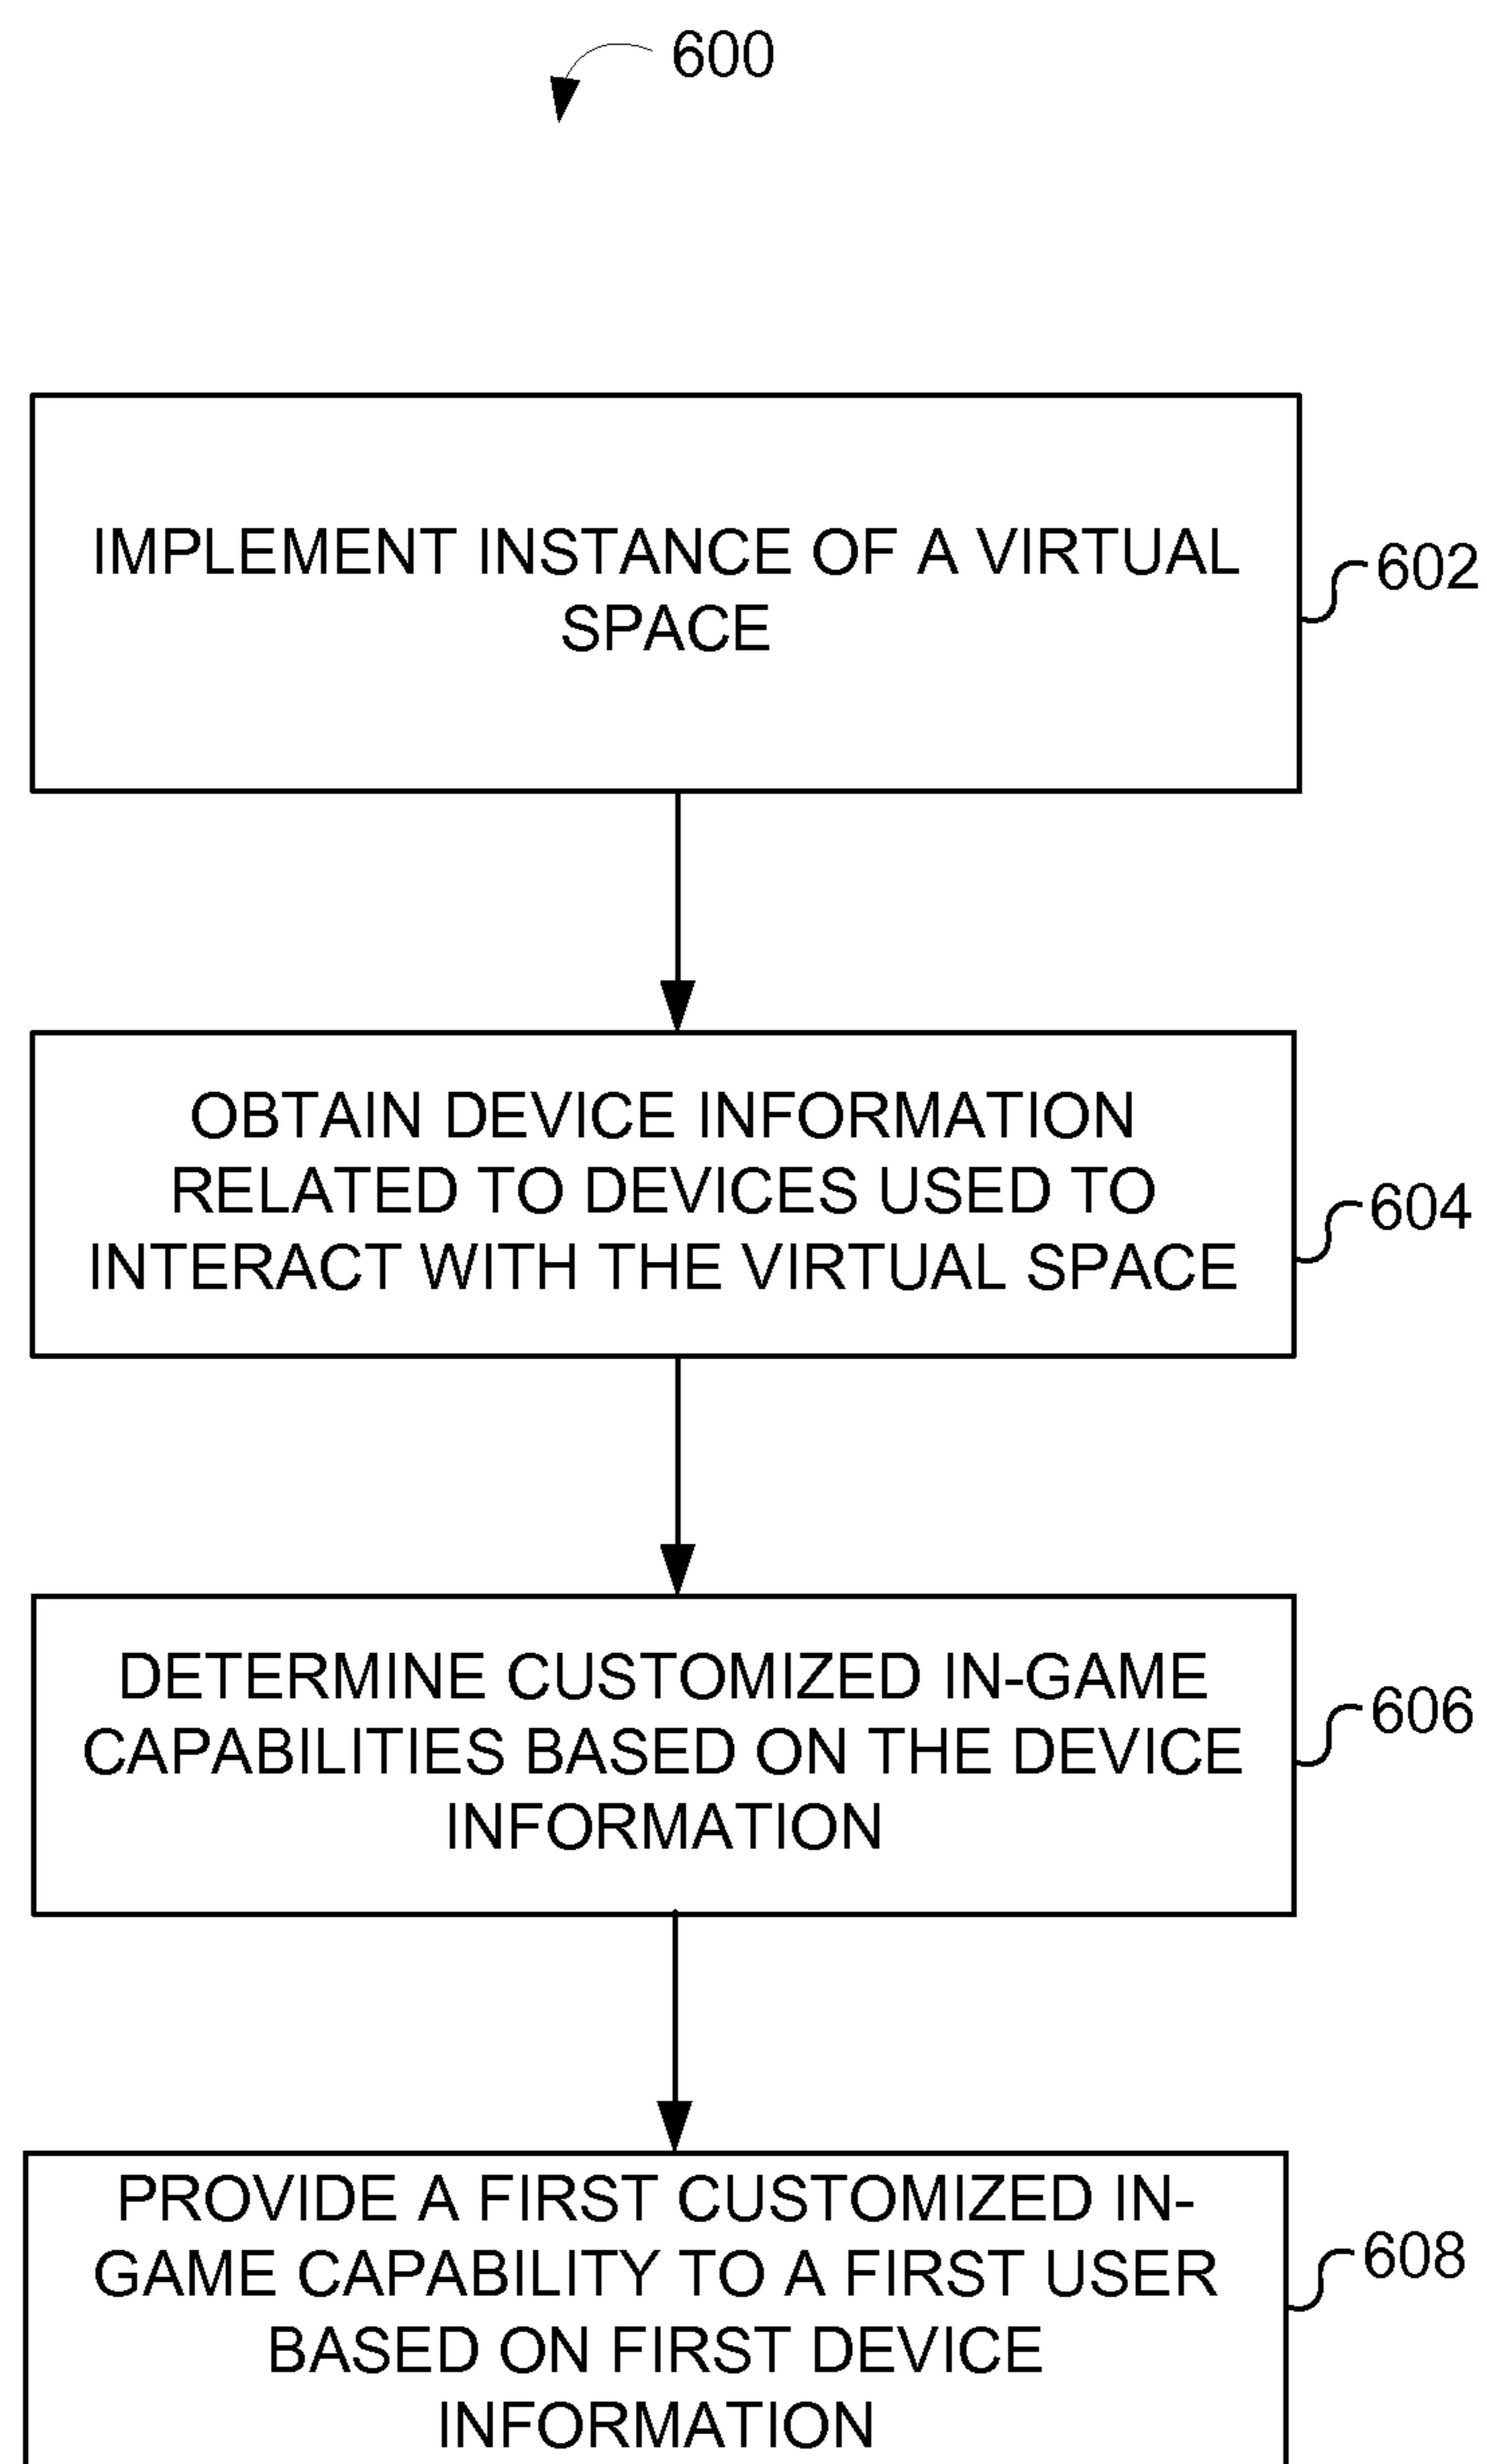 600
IMPLEMENT INSTANCE OF A VIRTUAL
SPACE
602
OBTAIN DEVICE INFORMATION
RELATED TO DEVICES USED TO
INTERACT WITH THE VIRTUAL SPACE
604
DETERMINE CUSTOMIZED IN-GAME
CAPABILITIES BASED ON THE DEVICE
INFORMATION
606
PROVIDE A FIRST CUSTOMIZED IN-
GAME CAPABILITY TO A FIRST USER
BASED ON FIRST DEVICE
INFORMATION
608